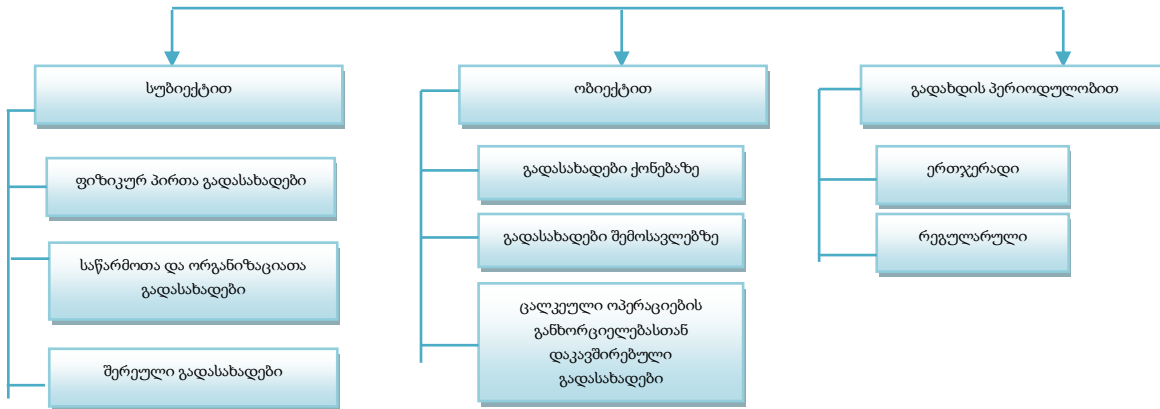 სუბიექტით
ფიზიკურ პირთა გადასახადები
საწარმოთა და ორგანიზაციათა
გადასახადები
შერეული გადასახადები
ობიექტით
გადასახადები ქონებაზე
გადასახადები შემოსავლებზე
ცალკეული ოპერაციების
განხორციელებასთან
დაკავშირებული
გადასახადები
გადახდის პერიოდულობით
ერთჯერადი
რეგულარული